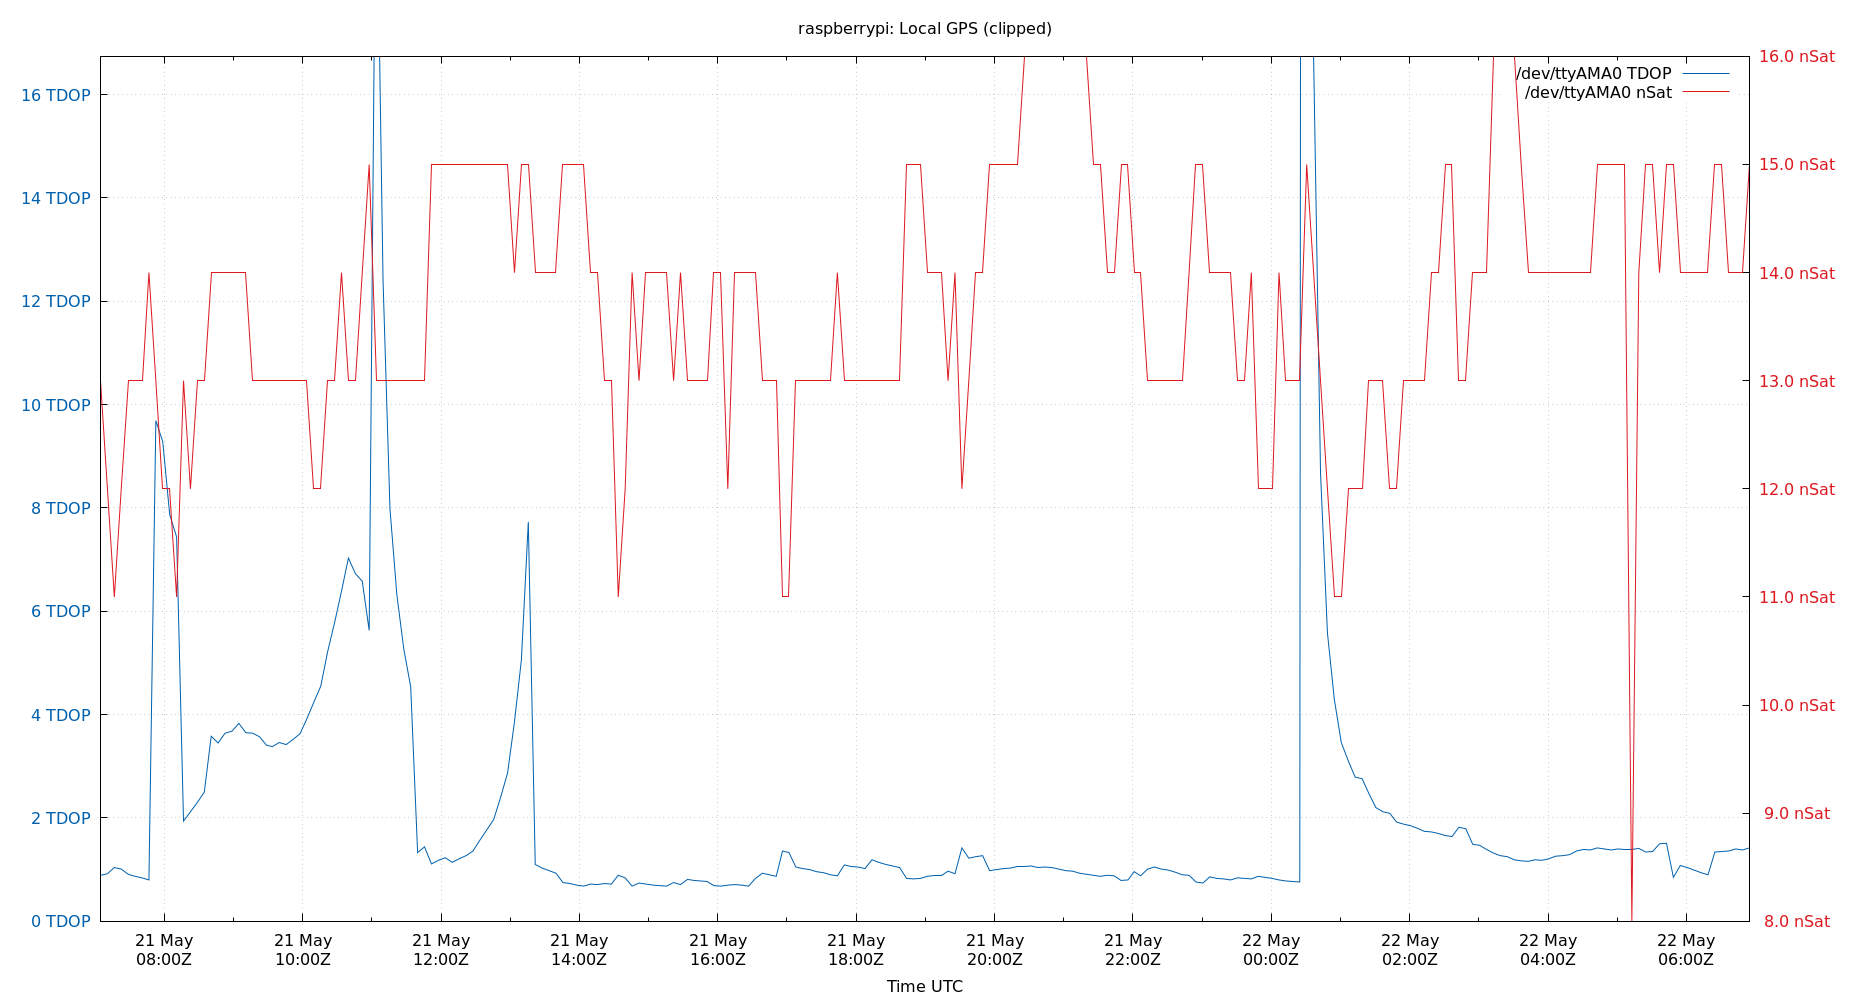 raspberrypi: Local GPS (clipped)
16.0 nSat
/dev/ttyAMA0 TDOP
/dev/ttyAMA0 nSat
16 TDOP
15.0 nSat
14 TDOP
14.0 nSat
12 TDOP
13.0 nSat
10 TDOP
12.0 nSat
8 TDOP
11.0 nSat
6 TDOP
10.0 nSat
4 TDOP
9.0 nSat
2 TDOP
8.0 nSat
0 TDOP
21 May 21 May 21 May 21 May 21 May 21 May 21 May 21 May 22 May 22 May 22 May 22 May
08:00Z 10:00Z 12:00Z 14:00Z 16:00Z 18:00Z 20:00Z 22:00Z 00:00Z 02:00Z 04:00Z 06:00Z
Time UTC